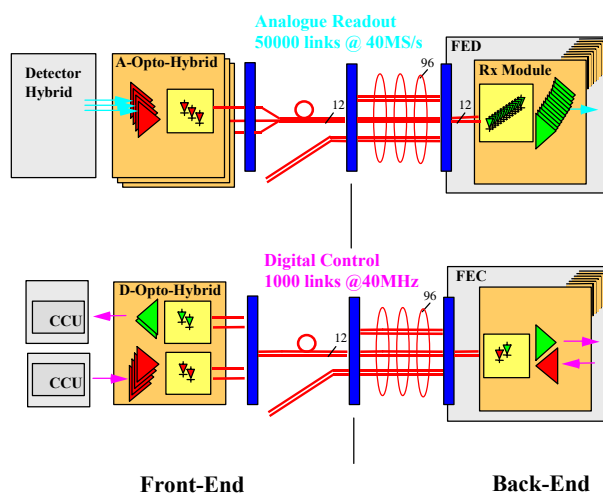 Analogue Readout
50000 links @ 40MS/s
FED
Detector
Hybrid
A-Opto-Hybrid
96
Rx Module
12
12
Digital Control
1000 links @40MHz
FEC
D-Opto-Hybrid
96
CCU
12
CCU
Front-End
Back-End